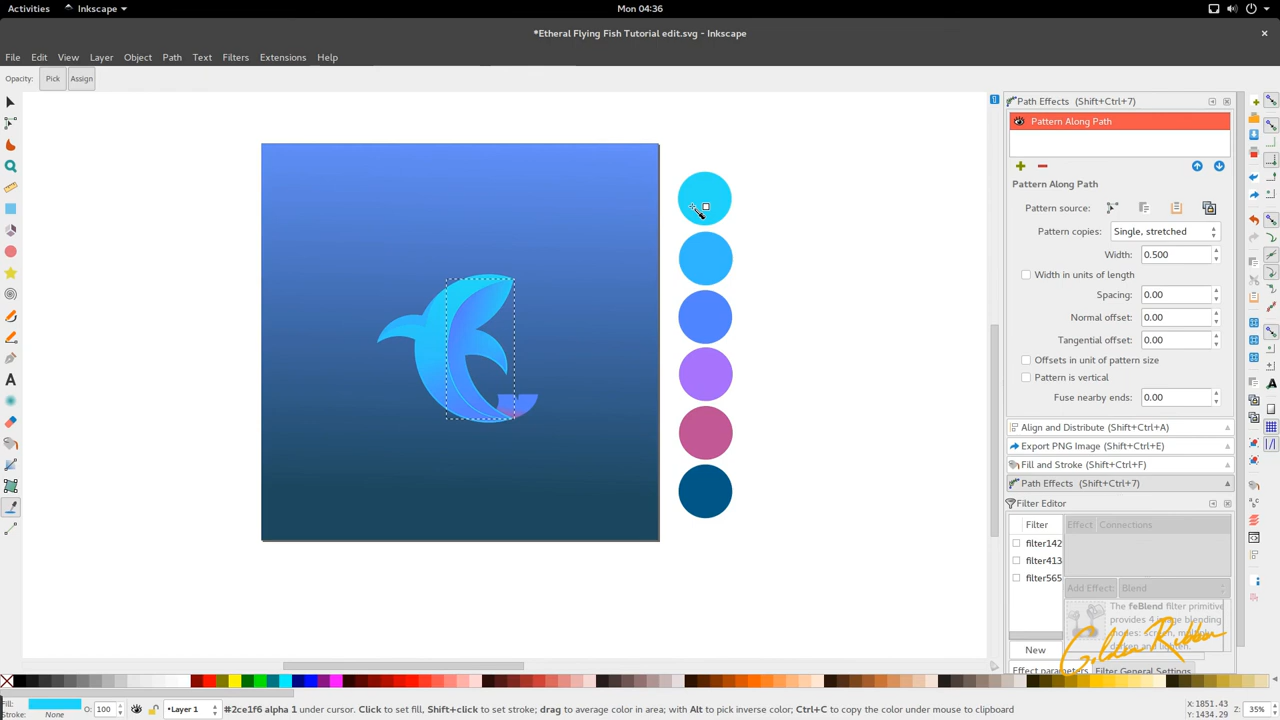 Activities
Inkscape
Mon 04:36
*Etheral Flying Fish Tutorial edit.svg - Inkscape
File Edit View Layer Object Path Text Filters Extensions Help
Opacity: Pick Assign
Path Effects (Shift+Ctrl+7)
Pattern Along Path
Pattern Along Path
Pattern source:
Pattern copies: Single, stretched
Width: 0.500
Width in units of length
Spacing: 0.00
Normal offset: 0.00
Tangential offset: 0.00
Offsets in unit of pattern size
Pattern is vertical
Fuse nearby ends: 0.00
Align and Distribute (Shift+Ctrl+A)
Export PNG Image (Shift+Ctrl+E)
Fill and Stroke (Shift+Ctrl+F)
Path Effects (Shift+Ctrl+7)
Filter Editor
Filter Effect Connections
filter142
filter413
filter565
Add Effect: Blend
The feBlend filter primitive
provides 4 image blending
modes: screen, multiply,
darken and lighten.
Golden Ribbon
New
Effect parameters Filter General Settings
Fill:
Stroke: None
O: 100
Layer 1
#2ce1f6 alpha 1 under cursor. Click to set fill, Shift+click to set stroke; drag to average color in area; with Alt to pick inverse color; Ctrl+C to copy the color under mouse to clipboard
X: 1851.43
Y: 1434.29
Z: 35%